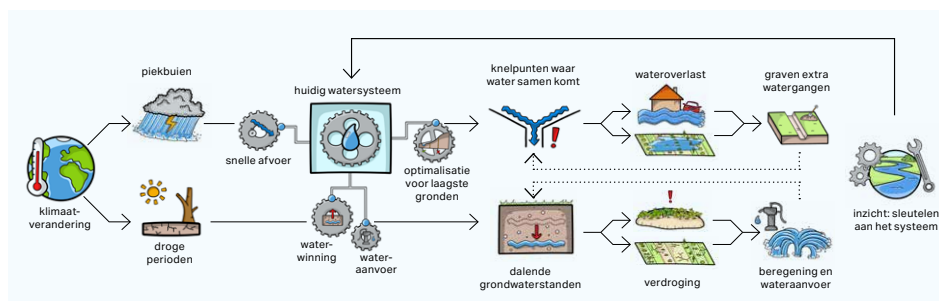 piekbuien
huidig watersysteem
knelpunten waar
water samen komt
wateroverlast
graven extra
watergangen
snelle afvoer
optimalisatie
voor laagste
gronden
klimaat-
verandering
droge
perioden
water-
winning
water-
aanvoer
dalende
grondwaterstanden
verdroging
beregening en
wateraanvoer
inzicht: sleutelen
aan het systeem